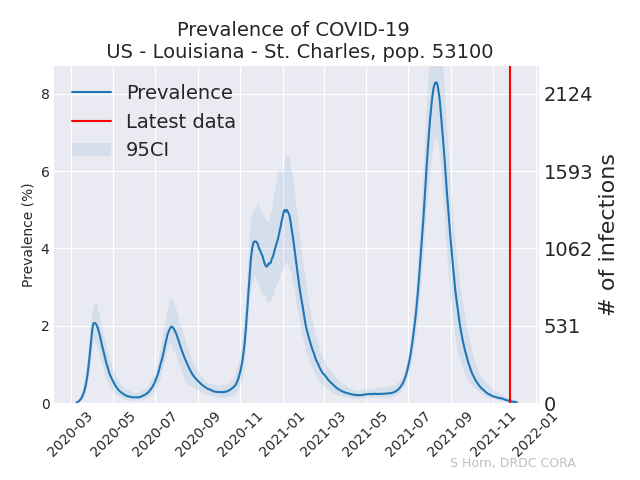 Prevalence of COVID-19
US - Louisiana - St. Charles, pop. 53100
Prevalence
Latest data
95CI
Prevalence (%)
8
6
4
2
0
2124
1593
1062
531
0
# of infections
2020-03
2020-05
2020-07
2020-09
2020-11
2021-01
2021-03
2021-05
2021-07
2021-09
2021-11
2022-01
S Horn, DRDC CORA